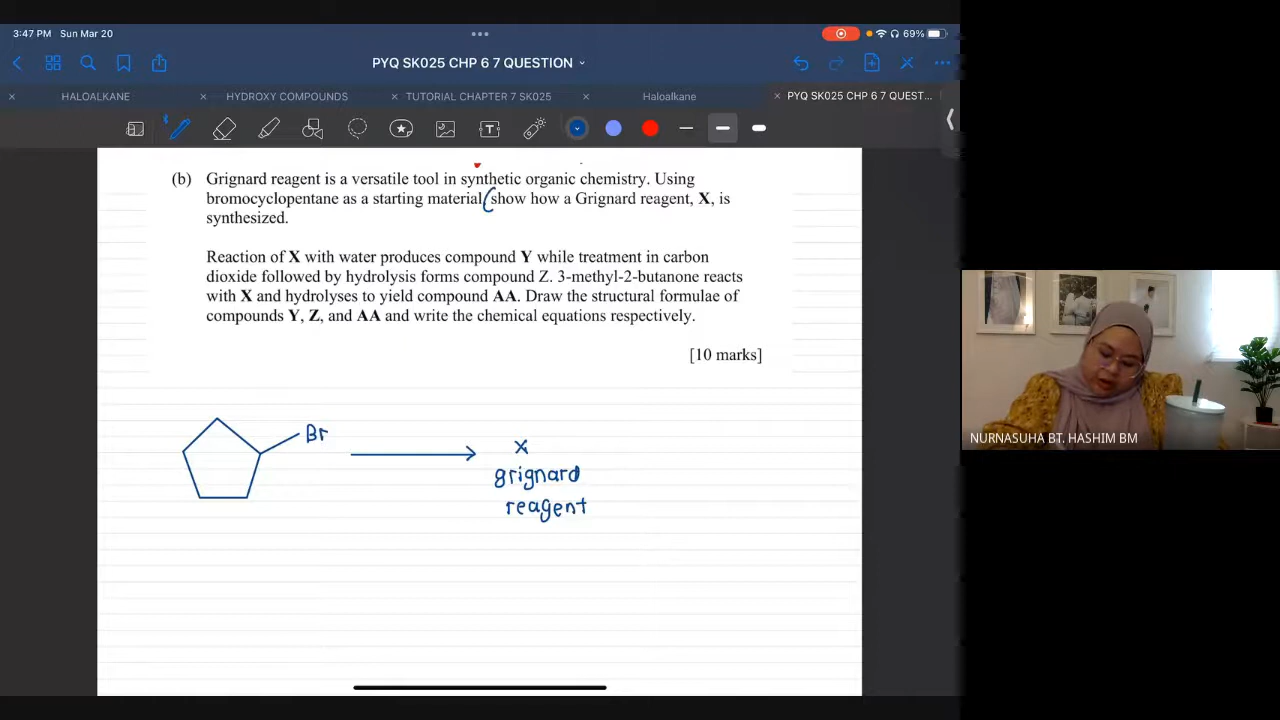 3:47 PM Sun Mar 20
69%
PYQ SK025 CHP 6 7 QUESTION
HALOALKANE
HYDROXY COMPOUNDS
TUTORIAL CHAPTER 7 SK025
Haloalkane
PYQ SK025 CHP 6 7 QUEST...
(b) Grignard reagent is a versatile tool in synthetic organic chemistry. Using
bromocyclopentane as a starting material, show how a Grignard reagent, X, is
synthesized.
Reaction of X with water produces compound Y while treatment in carbon
dioxide followed by hydrolysis forms compound Z. 3-methyl-2-butanone reacts
with X and hydrolyses to yield compound AA. Draw the structural formulae of
compounds Y, Z, and AA and write the chemical equations respectively.
[10 marks]
Br
X
grignard
reagent
NURNASUHA BT. HASHIM BM